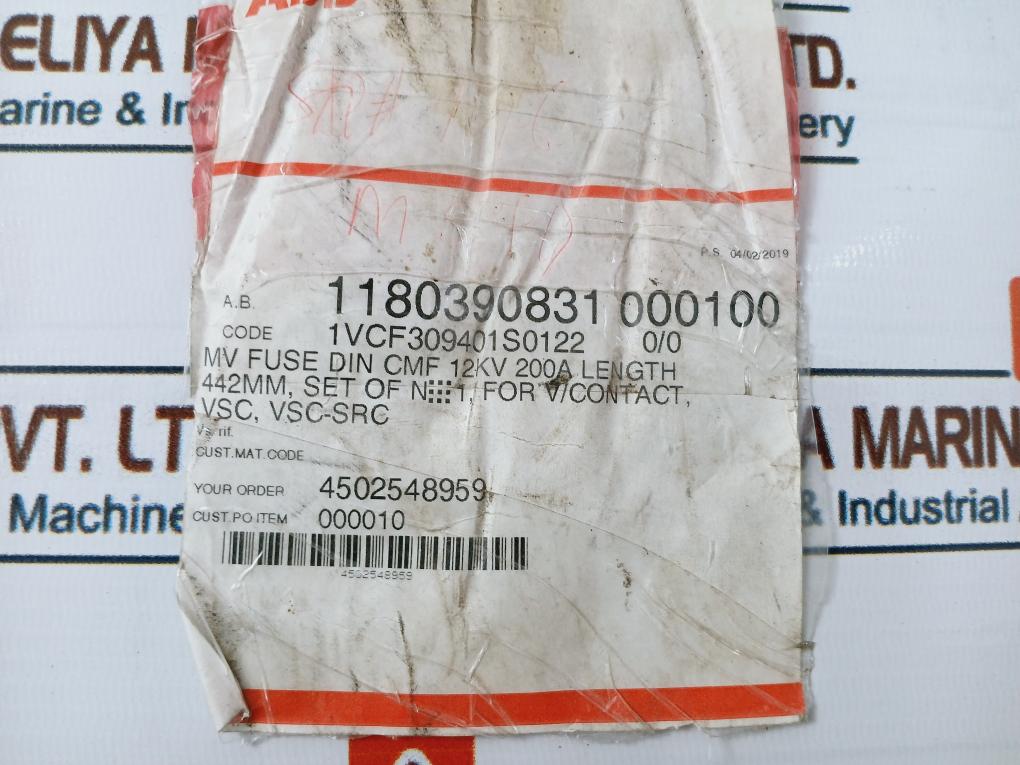 ELIYA
TD.
arine &
ery
P.S. 04/02/2019
A.B. 1180390831 000100
CODE 1VCF309401S0122 0/0
MV FUSE DIN CMF 12KV 200A LENGTH
442MM, SET OF N 1, FOR V/CONTACT,
VSC, VSC-SRC
rif.
CUST.MAT.CODE
YOUR ORDER 4502548959
CUST.PO ITEM 000010
4502548959
VT. LT
A MARIN
Machine
& Industrial